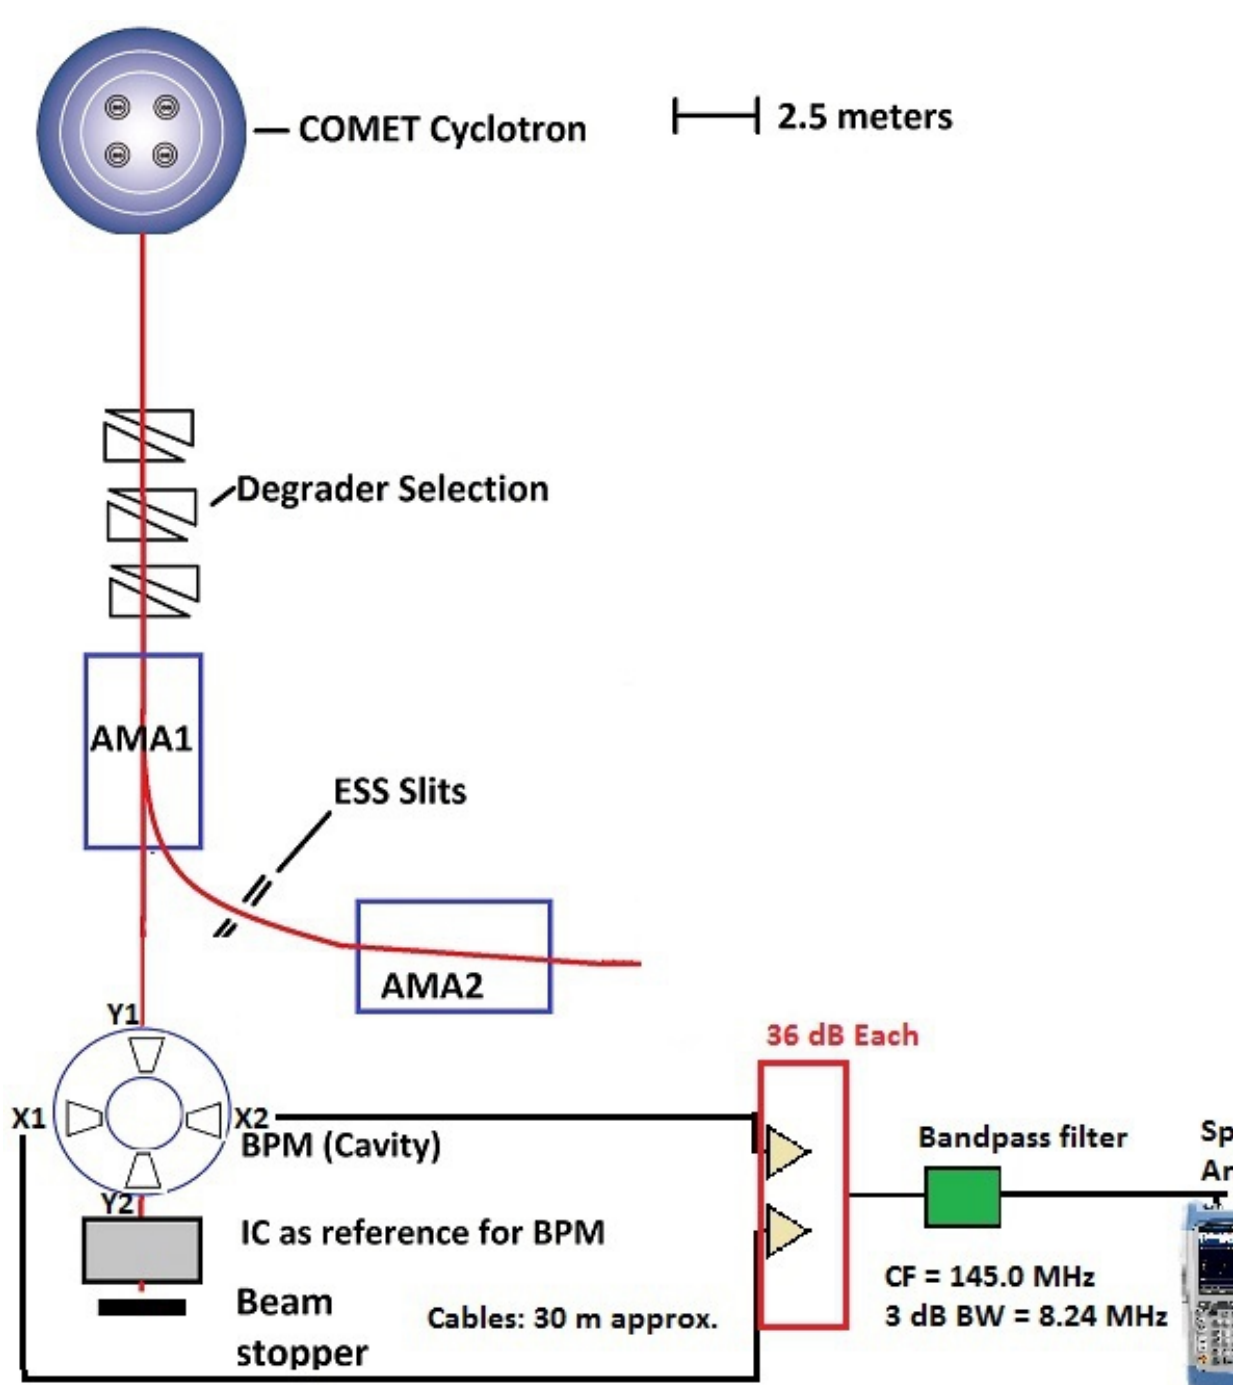 COMET Cyclotron
2.5 meters
Degrader Selection
AMA1
ESS Slits
AMA2
Y1
36 dB Each
X1
X2
BPM (Cavity)
Bandpass filter
Y2
IC as reference for BPM
CF = 145.0 MHz
3 dB BW = 8.24 MHz
Beam
stopper
Cables: 30 m approx.